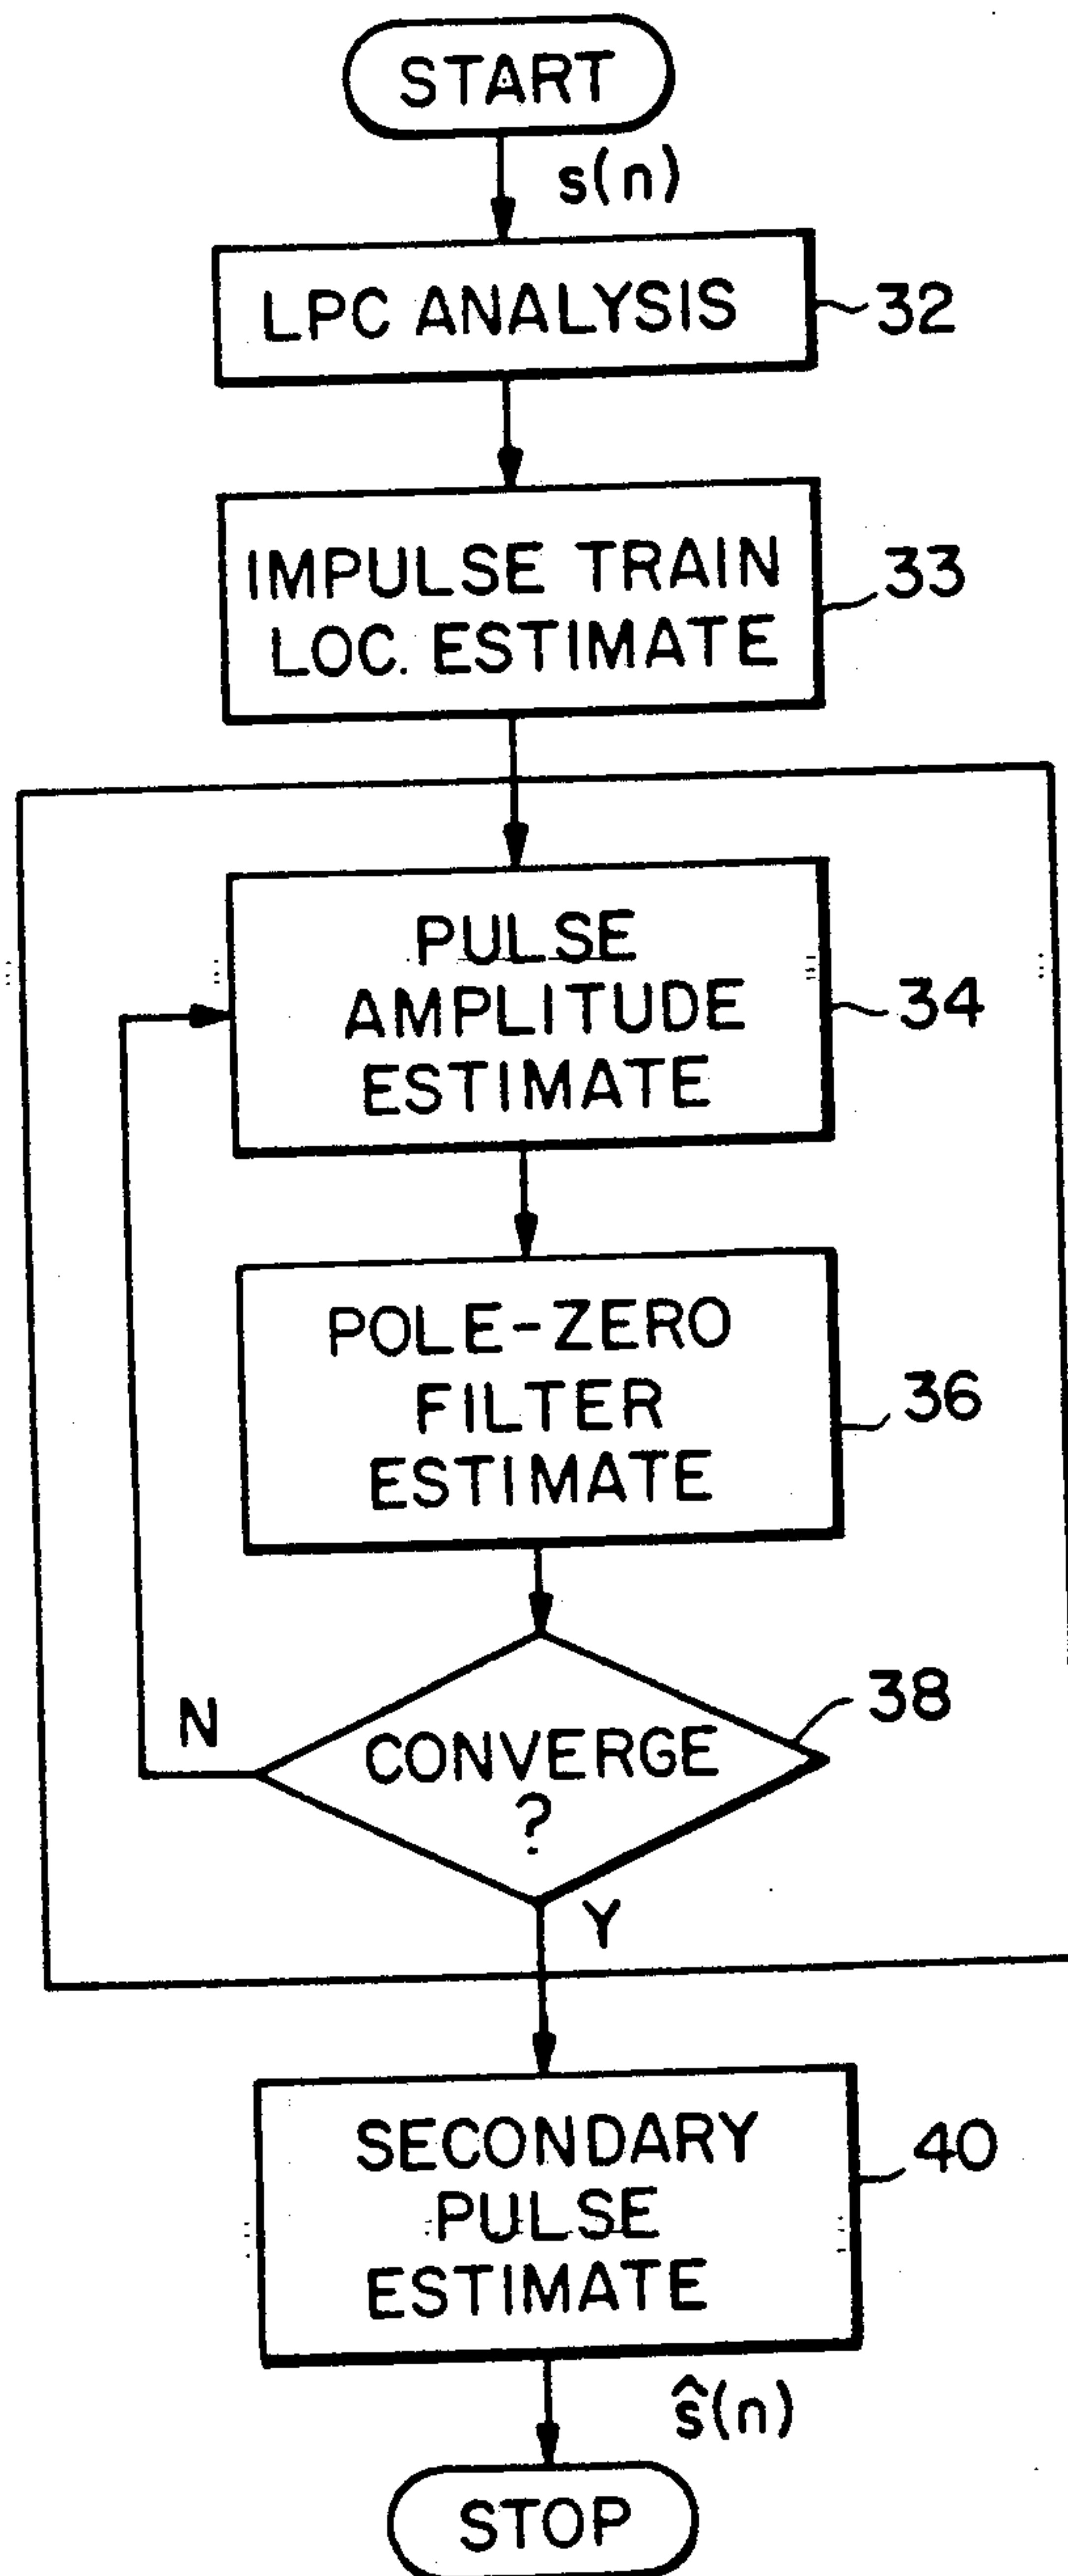 START
s(n)
LPC ANALYSIS
32
IMPULSE TRAIN
LOC. ESTIMATE
33
PULSE
AMPLITUDE
ESTIMATE
34
POLE-ZERO
FILTER
ESTIMATE
36
N
CONVERGE
?
38
Y
SECONDARY
PULSE
ESTIMATE
40
ŝ(n)
STOP